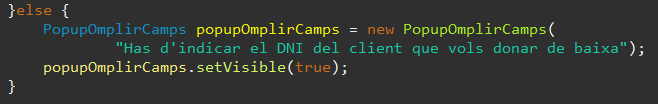 }else {
PopupOmplirCamps popupOmplirCamps = new PopupOmplirCamps(
"Has d'indicar el DNI del client que vols donar de baixa");
popupOmplirCamps.setVisible(true);
}